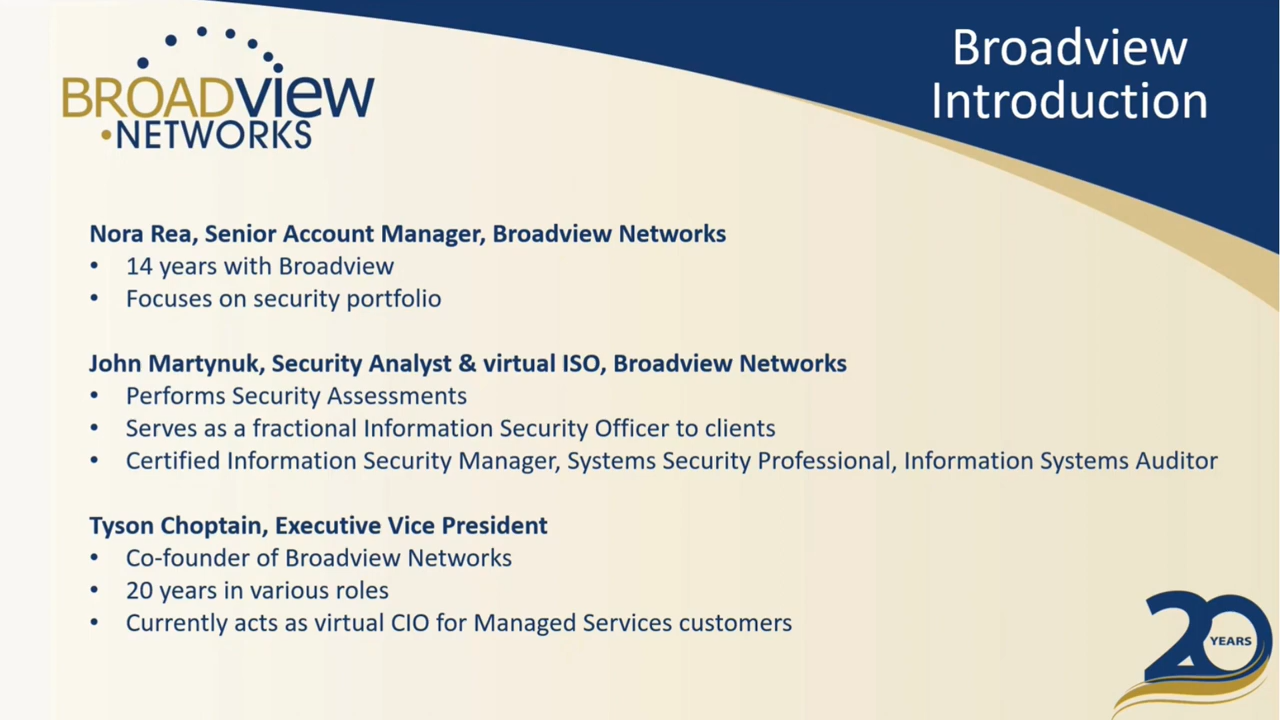 BROADVIEW
•NETWORKS
Broadview
Introduction
Nora Rea, Senior Account Manager, Broadview Networks
• 14 years with Broadview
• Focuses on security portfolio
John Martynuk, Security Analyst & virtual ISO, Broadview Networks
• Performs Security Assessments
• Serves as a fractional Information Security Officer to clients
• Certified Information Security Manager, Systems Security Professional, Information Systems Auditor
Tyson Choptain, Executive Vice President
• Co-founder of Broadview Networks
• 20 years in various roles
• Currently acts as virtual CIO for Managed Services customers
20 YEARS